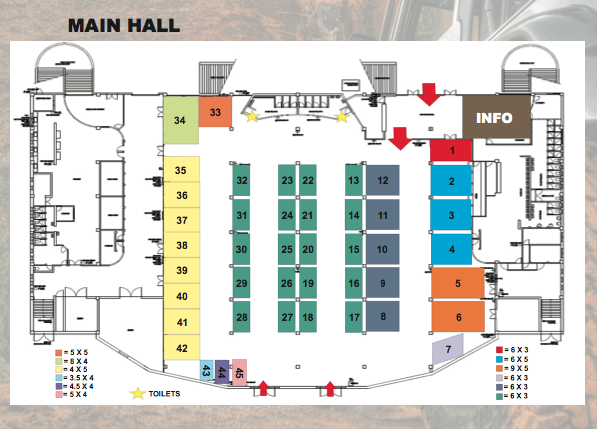 MAIN HALL
34
33
INFO
1
35
32
23 22
13
12
2
36
31
24 21
14
11
3
37
38
30
25 20
15
10
4
39
29
26 19
16
9
5
40
28
27 18
17
8
6
41
42
7
43
44
45
= 5 X 5
= 8 X 4
= 4 X 5
= 3.5 X 4
= 4.5 X 4
= 5 X 4
TOILETS
= 6 X 3
= 6 X 5
= 9 X 5
= 6 X 3
= 6 X 3
= 6 X 3